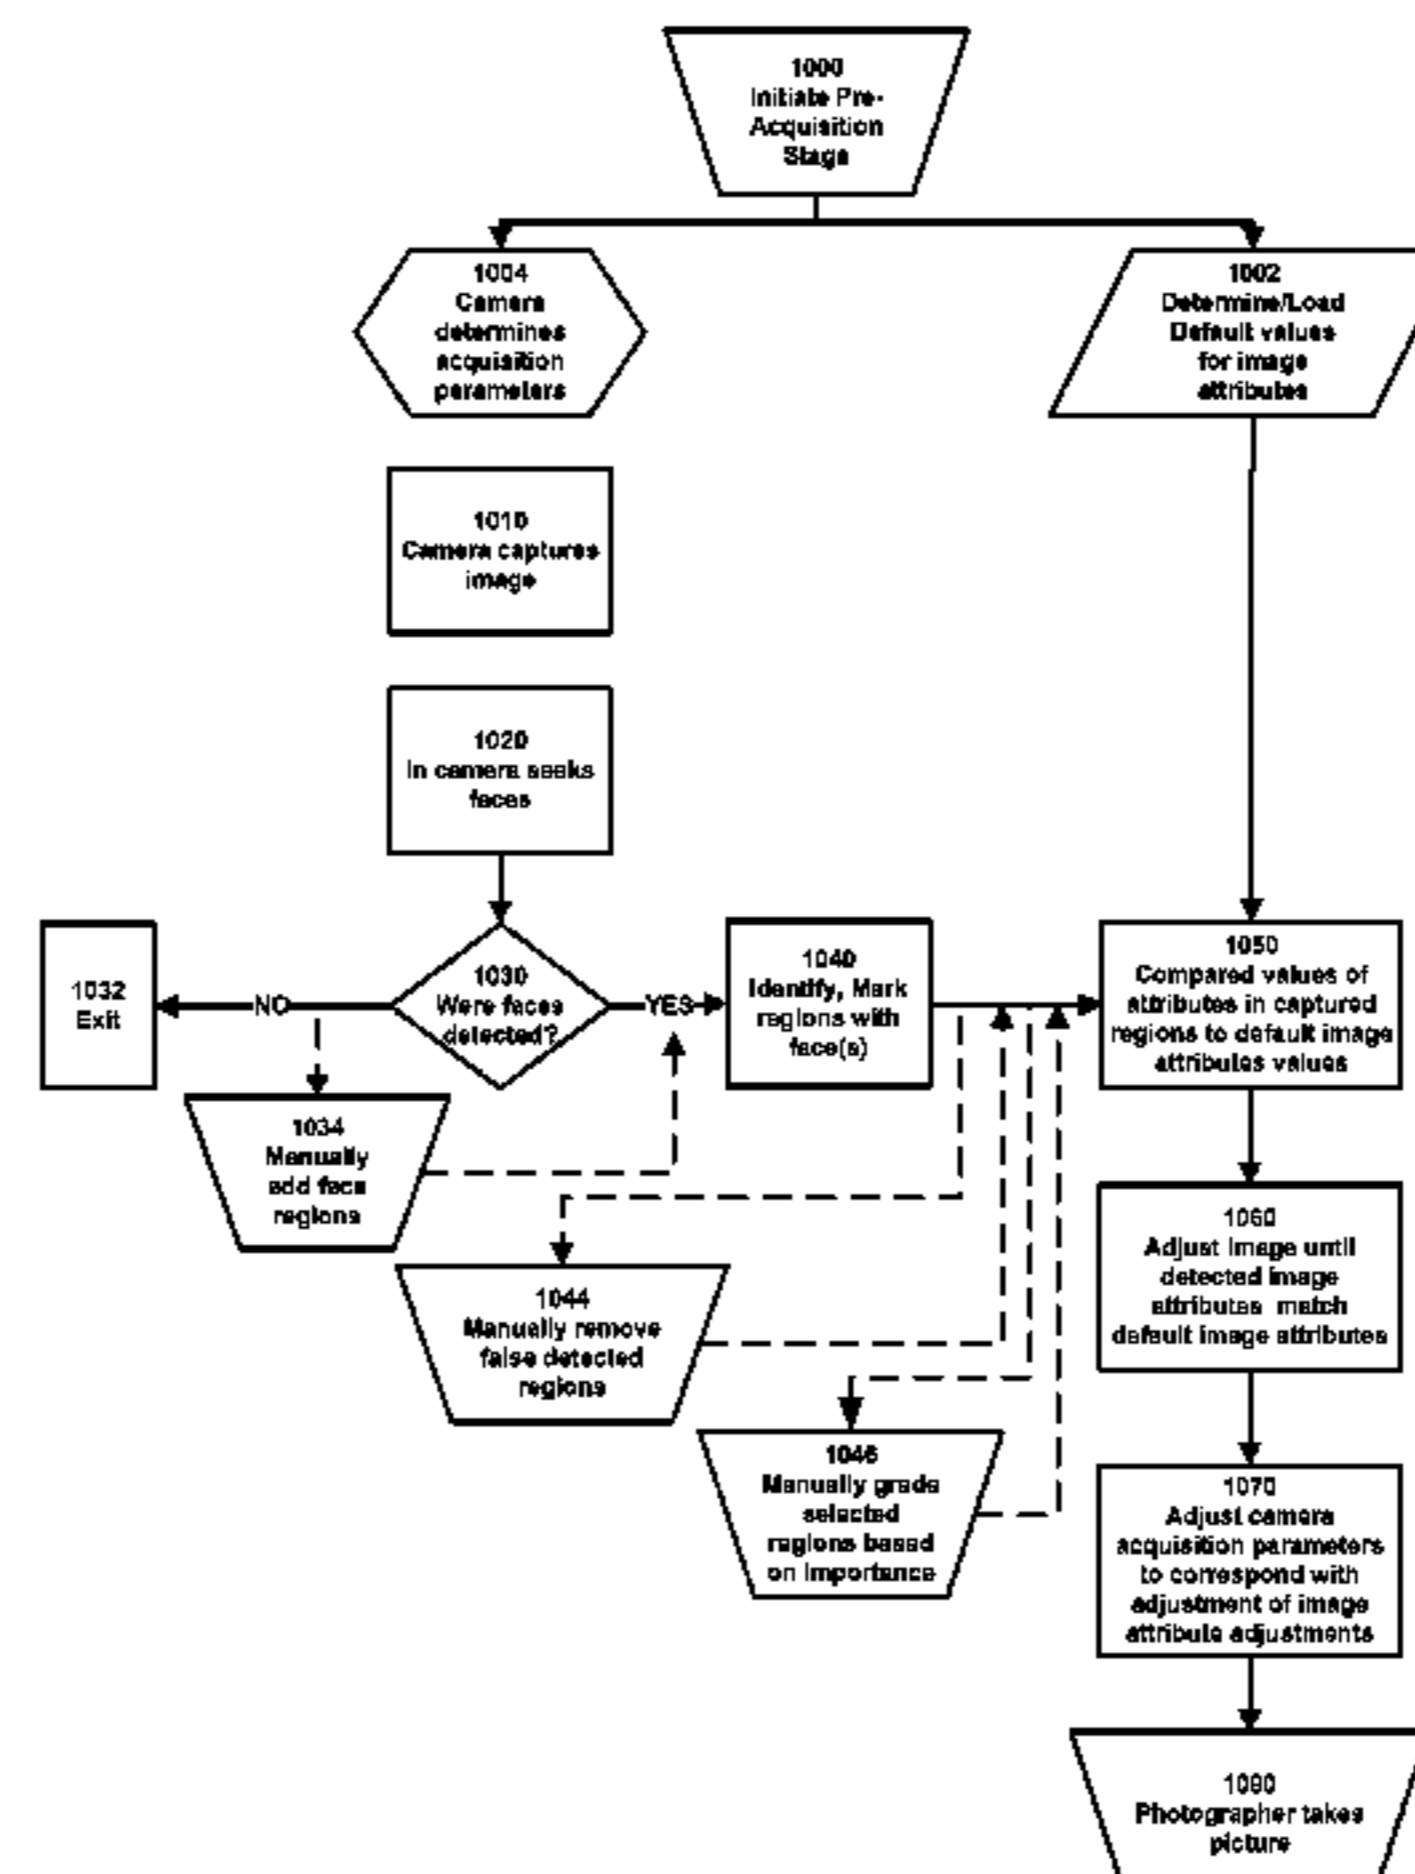 1000
Initiate Pre-
Acquisition
Stage
1004
Camera
determines
acquisition
parameters
1002
Determine/Load
Default values
for image
attributes
1010
Camera captures
image
1020
In camera seeks
faces
1032
Exit
NO
1030
Were faces
detected?
YES
1040
Identify, Mark
regions with
face(s)
1050
Compared values of
attributes in captured
regions to default image
attributes values
1034
Manually
add face
regions
1044
Manually remove
false detected
regions
1060
Adjust image until
detected image
attributes match
default image attributes
1046
Manually grade
selected
regions based
on Importance
1070
Adjust camera
acquisition parameters
to correspond with
adjustment of image
attribute adjustments
1080
Photographer takes
picture